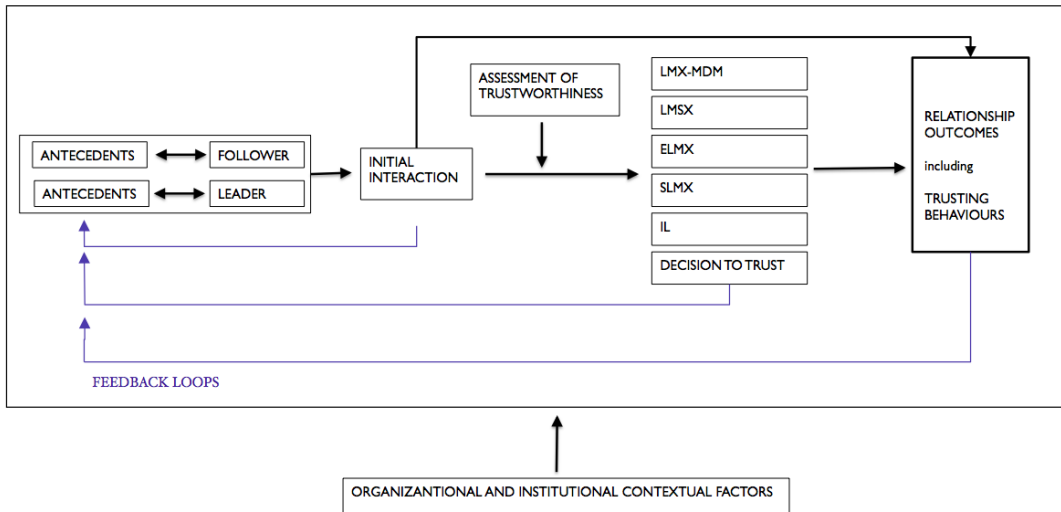 ANTECEDENTS
FOLLOWER
ANTECEDENTS
LEADER
INITIAL
INTERACTION
ASSESSMENT OF
TRUSTWORTHINESS
LMX-MDM
LMSX
ELMX
SLMX
IL
DECISION TO TRUST
RELATIONSHIP
OUTCOMES
including
TRUSTING
BEHAVIOURS
FEEDBACK LOOPS
ORGANIZANTIONAL AND INSTITUTIONAL CONTEXTUAL FACTORS